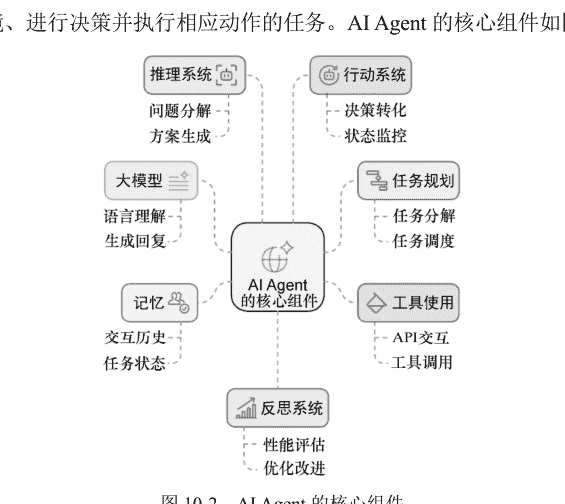 、进行决策并执行相应动作的任务。AI Agent 的核心组件如
推理系统
问题分解
方案生成
行动系统
决策转化
状态监控
大模型
语言理解
生成回复
任务规划
任务分解
任务调度
AI Agent
的核心组件
记忆
交互历史
任务状态
工具使用
API交互
工具调用
反思系统
性能评估
优化改进
图 10-2 AI Agent 的核心组件